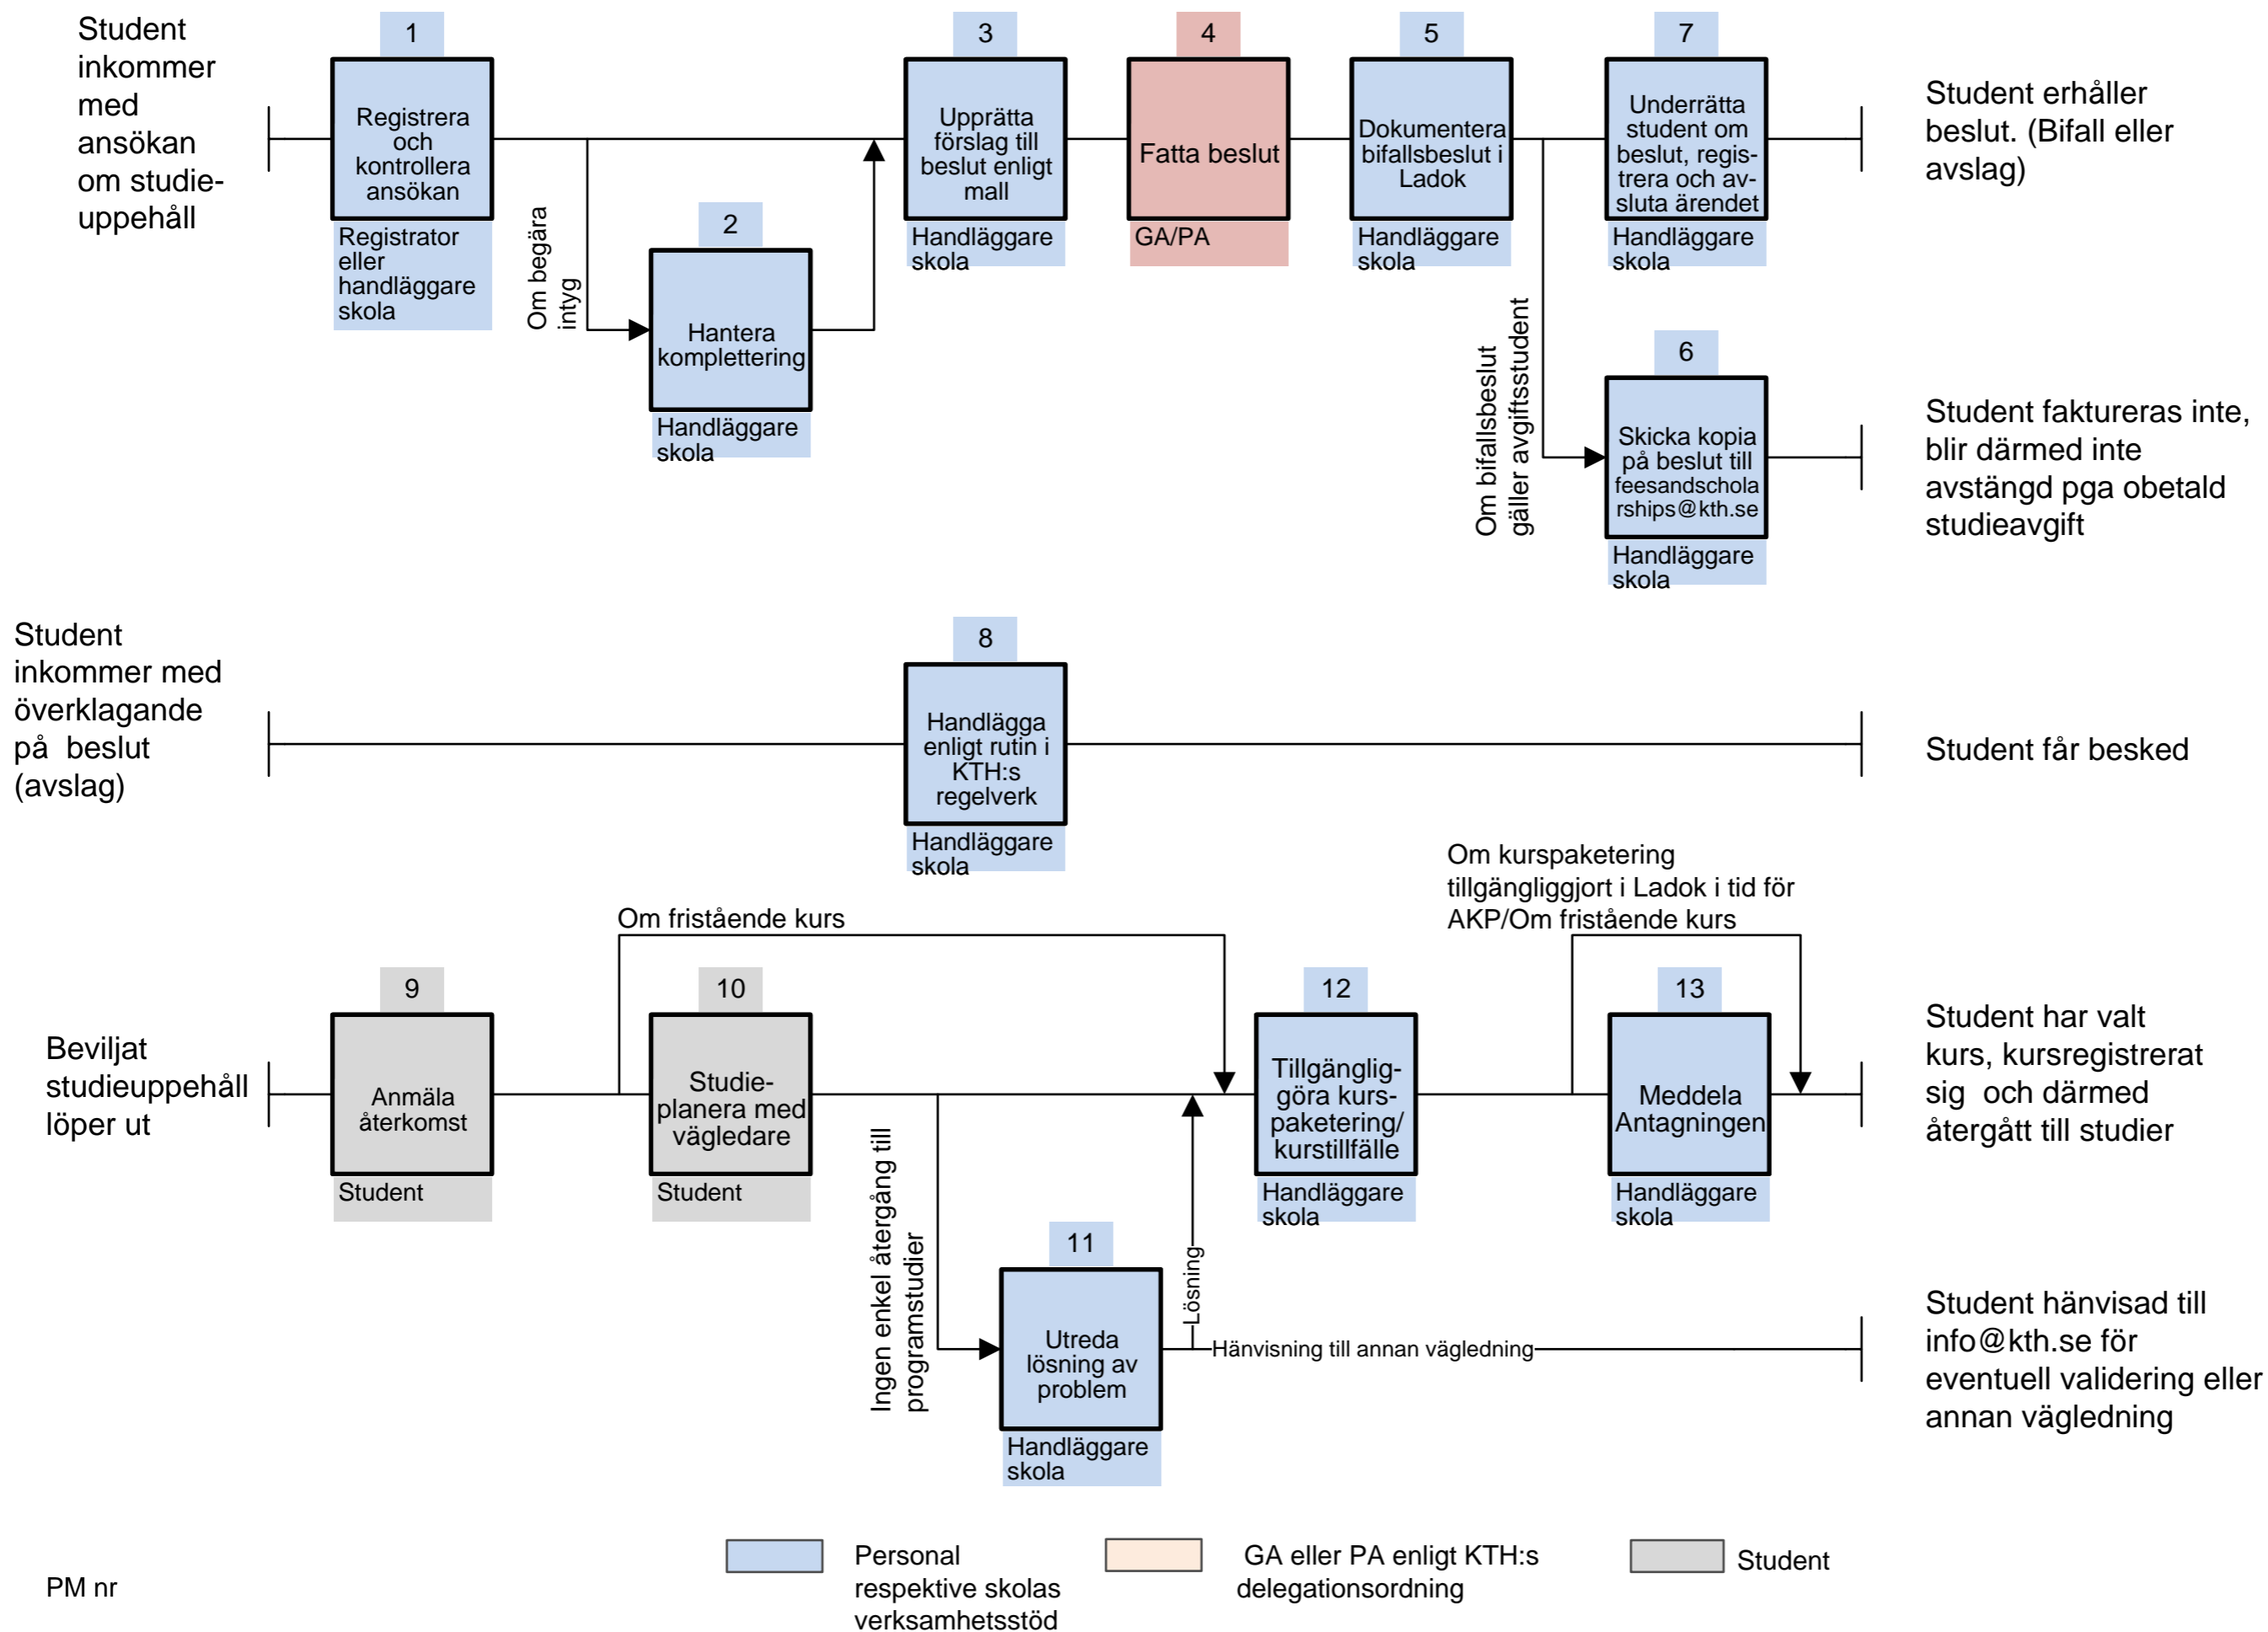 Student
inkommer
med
ansökan
om studie-
uppehåll
1
Registrera
och
kontrollera
ansökan
Registrator
eller
handläggare
skola
Om begära
intyg
2
Hantera
komplettering
Handläggare
skola
3
Upprätta
förslag till
beslut enligt
mall
Handläggare
skola
4
Fatta beslut
GA/PA
5
Dokumentera
bifallsbeslut i
Ladok
Handläggare
skola
7
Underrätta
student om
beslut, regis-
trera och av-
sluta ärendet
Handläggare
skola
Student erhåller
beslut. (Bifall eller
avslag)
Om bifallsbeslut
gäller avgiftsstudent
6
Skicka kopia
på beslut till
feesandschola
rships@kth.se
Handläggare
skola
Student faktureras inte,
blir därmed inte
avstängd pga obetald
studieavgift
Student
inkommer med
överklagande
på  beslut
(avslag)
8
Handlägga
enligt rutin i
KTH:s
regelverk
Handläggare
skola
Student får besked
Beviljat
studieuppehåll
löper ut
9
Anmäla
återkomst
Student
Om fristående kurs
10
Studie-
planera med
vägledare
Student
Ingen enkel återgång till
programstudier
11
Utreda
lösning av
problem
Handläggare
skola
Lösning
Hänvisning till annan vägledning
12
Tillgänglig-
göra kurs-
paketering/
kurstillfälle
Handläggare
skola
Om kurspaketering
tillgängliggjort i Ladok i tid för
AKP/Om fristående kurs
13
Meddela
Antagningen
Handläggare
skola
Student har valt
kurs, kursregistrerat
sig  och därmed
återgått till studier
Student hänvisad till
info@kth.se för
eventuell validering eller
annan vägledning
PM nr
Personal
respektive skolas
verksamhetsstöd
GA eller PA enligt KTH:s
delegationsordning
Student